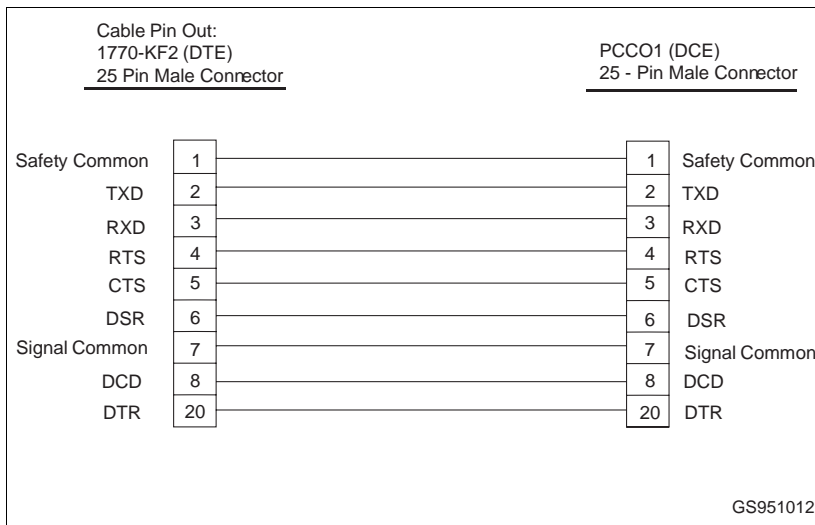 Cable Pin Out:
1770-KF2 (DTE)
25 Pin Male Connector
PCCO1 (DCE)
25 - Pin Male Connector
Safety Common 1 1 Safety Common
TXD 2 2 TXD
RXD 3 3 RXD
RTS 4 4 RTS
CTS 5 5 CTS
DSR 6 6 DSR
Signal Common 7 7 Signal Common
DCD 8 8 DCD
DTR 20 20 DTR
GS951012